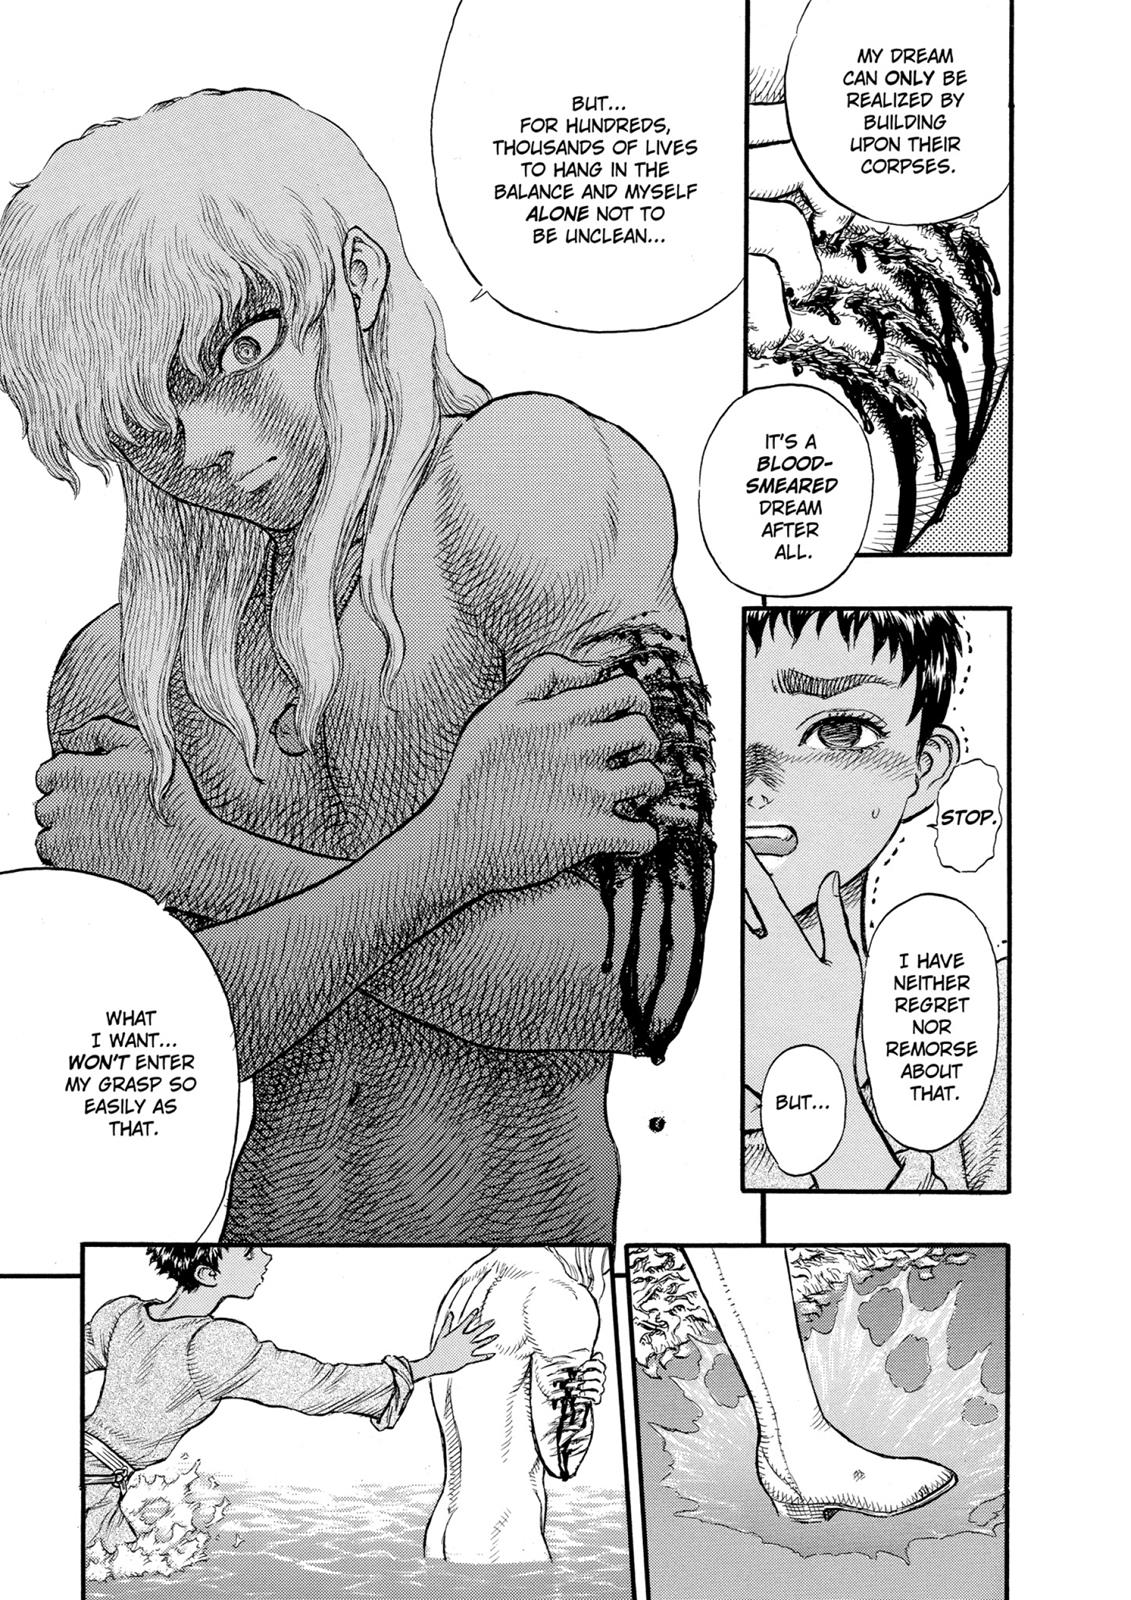 MY DREAM
CAN ONLY BE
REALIZED BY
BUILDING
UPON THEIR
CORPSES.
IT'S A
BLOOD-
SMEARED
DREAM
AFTER
ALL.
BUT...
FOR HUNDREDS,
THOUSANDS OF LIVES
TO HANG IN THE
BALANCE AND MYSELF
ALONE NOT TO
BE UNCLEAN...
STOP.
I HAVE
NEITHER
REGRET
NOR
REMORSE
ABOUT
THAT.
BUT...
WHAT
I WANT...
WON'T ENTER
MY GRASP SO
EASILY AS
THAT.